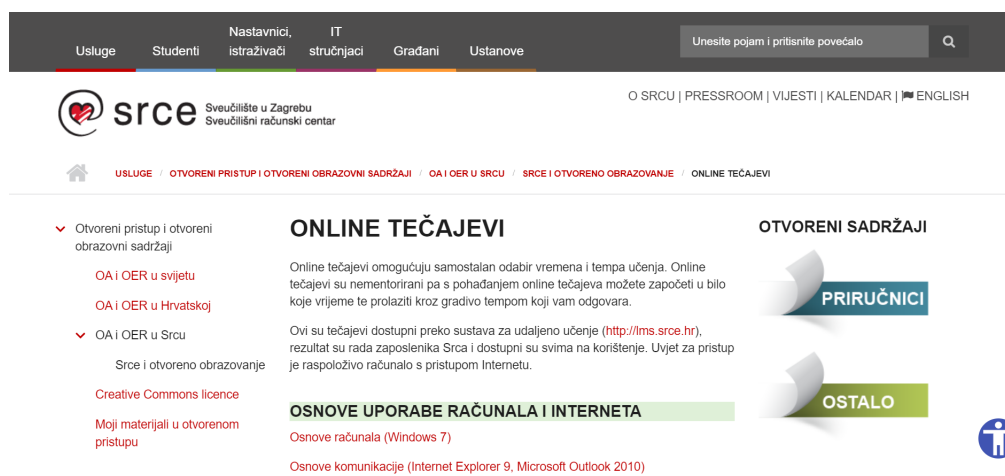 Usluge
Studenti
Nastavnici,
istraživači
IT
stručnjaci
Građani
Ustanove
Unesite pojam i pritisnite povećalo
srce
Sveučilište u Zagrebu
Sveučilišni računski centar
O SRCU | PRESSROOM | VIJESTI | KALENDAR | ENGLISH
USLUGE / OTVORENI PRISTUP I OTVORENI OBRAZOVNI SADRŽAJI / OA I OER U SRCU / SRCE I OTVORENO OBRAZOVANJE / ONLINE TEČAJEVI
Otvoreni pristup i otvoreni
obrazovni sadržaji
OA i OER u svijetu
OA i OER u Hrvatskoj
OA i OER u Srcu
Srce i otvoreno obrazovanje
Creative Commons licence
Moji materijali u otvorenom
pristupu
ONLINE TEČAJEVI
Online tečajevi omogućuju samostalan odabir vremena i tempa učenja. Online
tečajevi su nementorirani pa s pohađanjem online tečajeva možete započeti u bilo
koje vrijeme te prolaziti kroz gradivo tempom koji vam odgovara.
Ovi su tečajevi dostupni preko sustava za udaljeno učenje (http://lms.srce.hr),
rezultat su rada zaposlenika Srca i dostupni su svima na korištenje. Uvjet za pristup
je raspoloživo računalo s pristupom Internetu.
OSNOVE UPORABE RAČUNALA I INTERNETA
Osnove računala (Windows 7)
Osnove komunikacije (Internet Explorer 9, Microsoft Outlook 2010)
OTVORENI SADRŽAJI
PRIRUČNICI
OSTALO